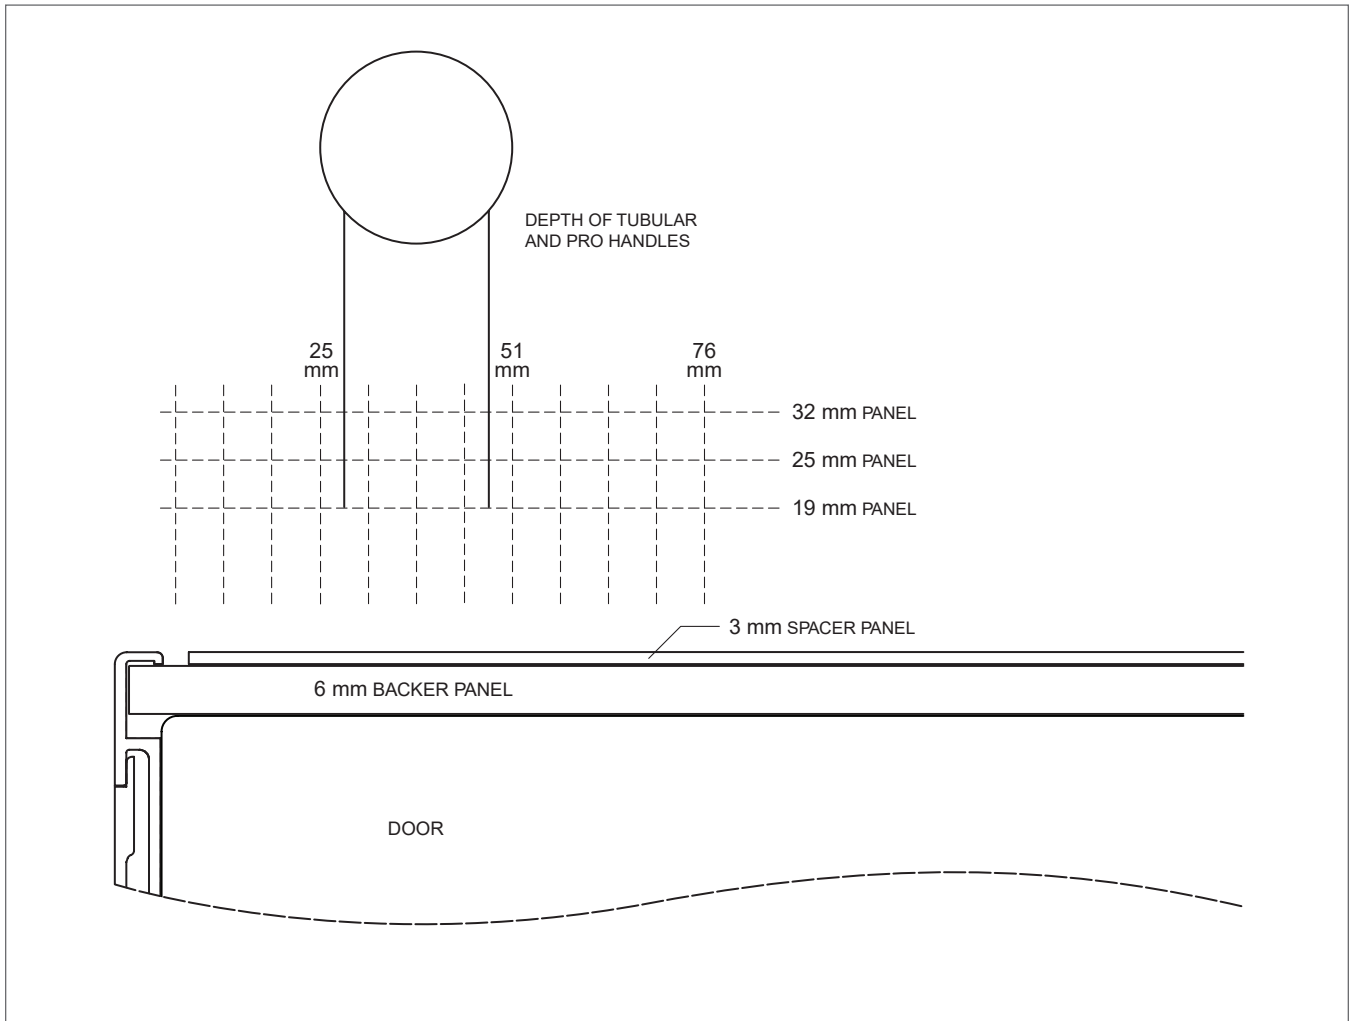 DEPTH OF TUBULAR
AND PRO HANDLES
25
mm
51
mm
76
mm
32 mm PANEL
25 mm PANEL
19 mm PANEL
3 mm SPACER PANEL
6 mm BACKER PANEL
DOOR